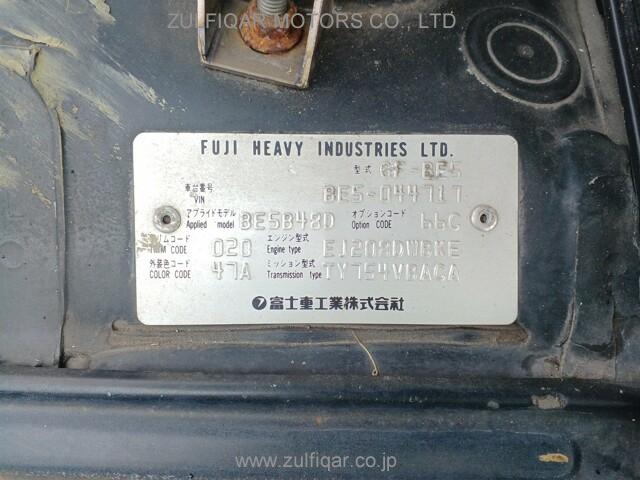 ZULFIQAR MOTORS CO., LTD
FUJI HEAVY INDUSTRIES LTD.
型式 GF-BE5
車台番号 VIN BE5-044717
アプライドモデル Applied model BE5B48D オプションコード Option CODE 66C
トリムコード TRIM CODE 020 エンジン型式 Engine type EJ208DWBKE
外装色コード COLOR CODE 47A ミッション型式 Transmission type TY754VBACA
富士重工業株式会社
www.zulfiqar.co.jp